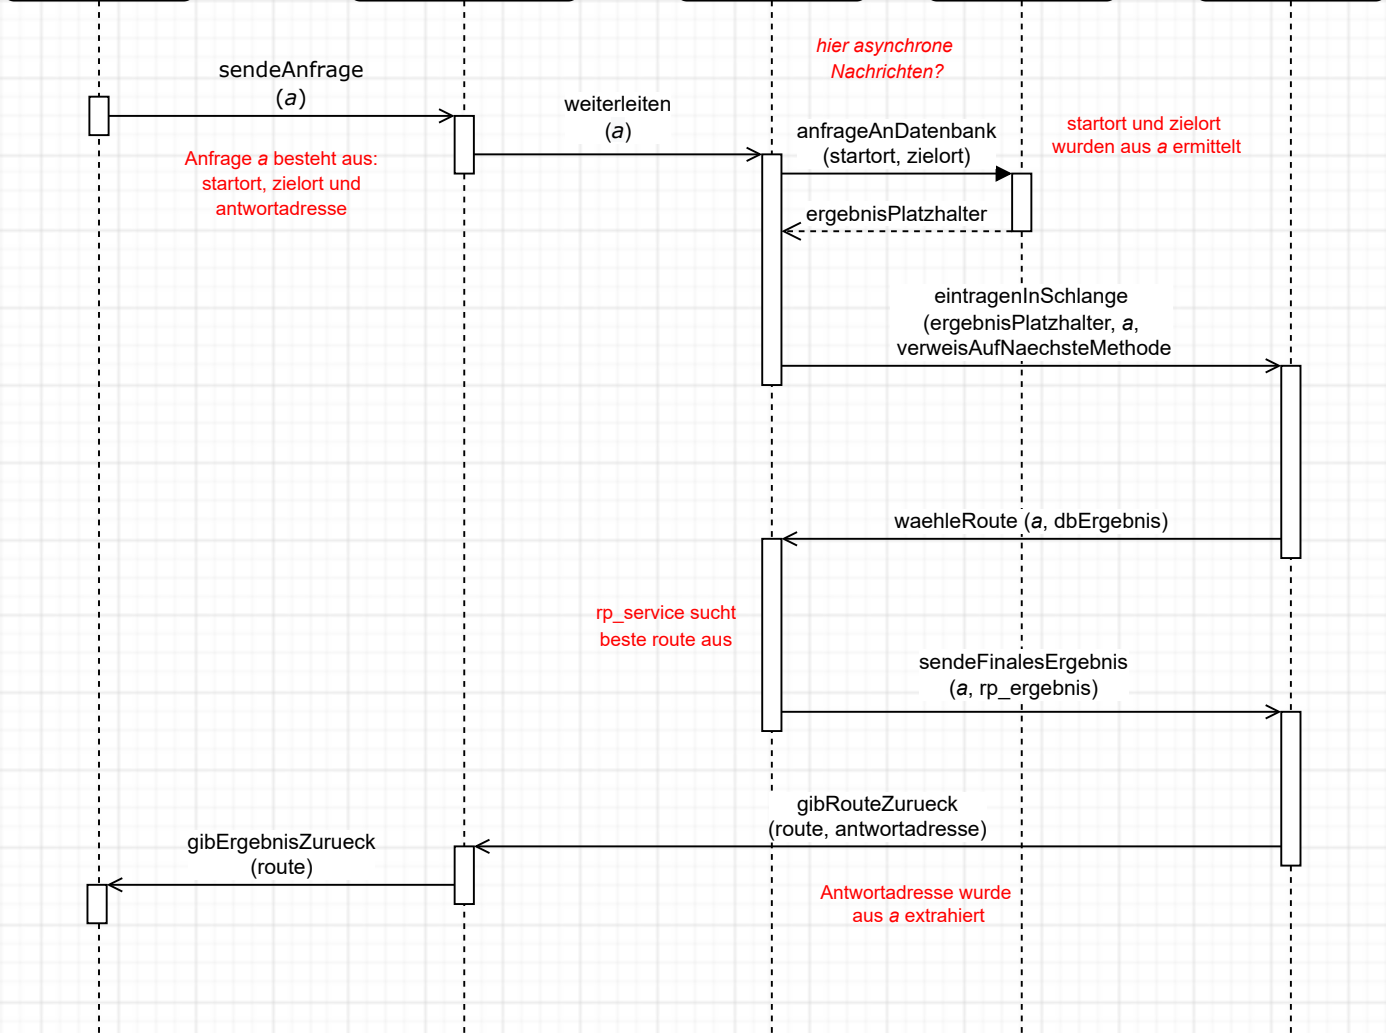 hier asynchrone
Nachrichten?
sendeAnfrage
(a)
weiterleiten
(a)
anfrageAnDatenbank
(startort, zielort)
startort und zielort
wurden aus a ermittelt
Anfrage a besteht aus:
startort, zielort und
antwortadresse
ergebnisPlatzhalter
eintragenInSchlange
(ergebnisPlatzhalter, a,
verweisAufNaechsteMethode
waehleRoute (a, dbErgebnis)
rp_service sucht
beste route aus
sendeFinalesErgebnis
(a, rp_ergebnis)
gibRouteZurueck
(route, antwortadresse)
gibErgebnisZurueck
(route)
Antwortadresse wurde
aus a extrahiert